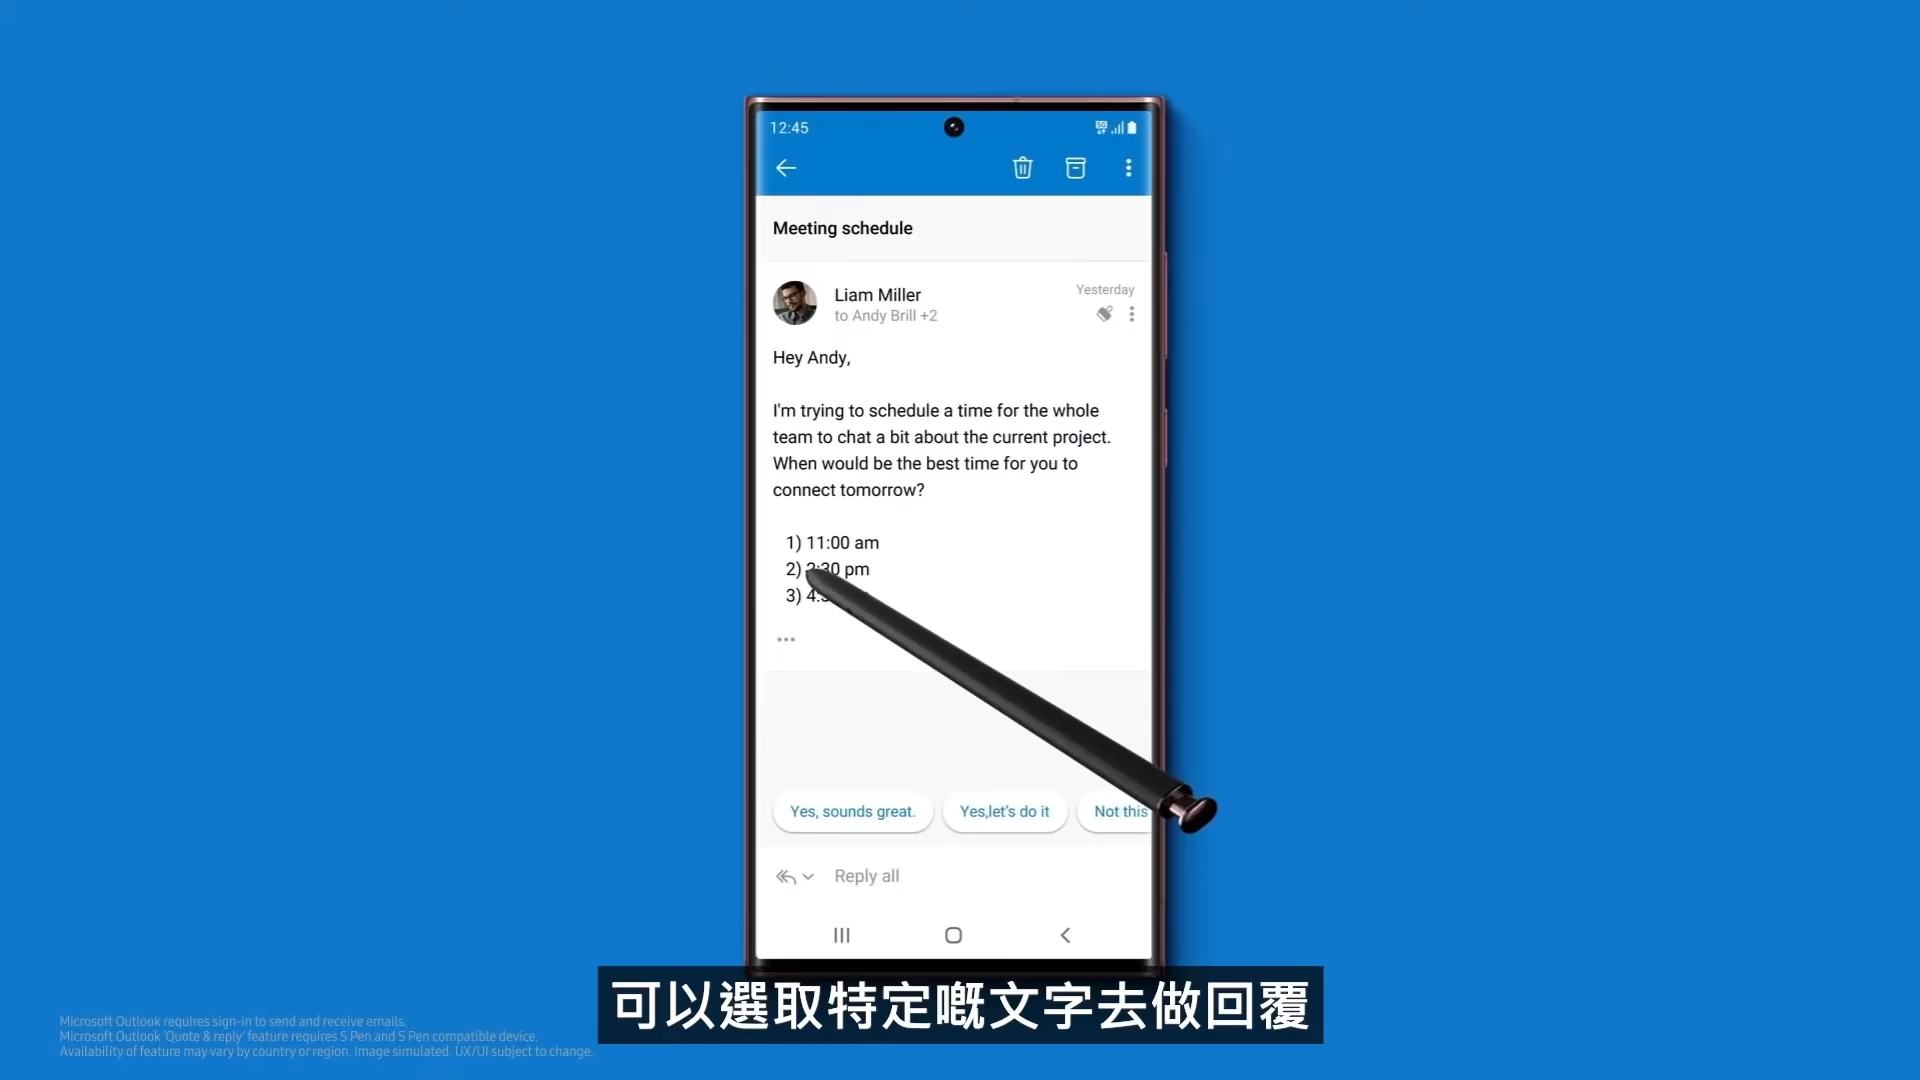 12:45
Meeting schedule
Liam Miller
Yesterday
to Andy Brill +2
Hey Andy,
I'm trying to schedule a time for the whole
team to chat a bit about the current project.
When would be the best time for you to
connect tomorrow?
1) 11:00 am
2) :30 pm
3) 4:
Yes, sounds great.
Yes,let's do it
Not this
Reply all
可以選取特定嘅文字去做回覆
Microsoft Outlook requires sign-in to send and receive emails.
Microsoft Outlook 'Quote & reply' feature requires S Pen and S Pen compatible device.
Availability of feature may vary by country or region. Image simulated. UX/UI subject to change.